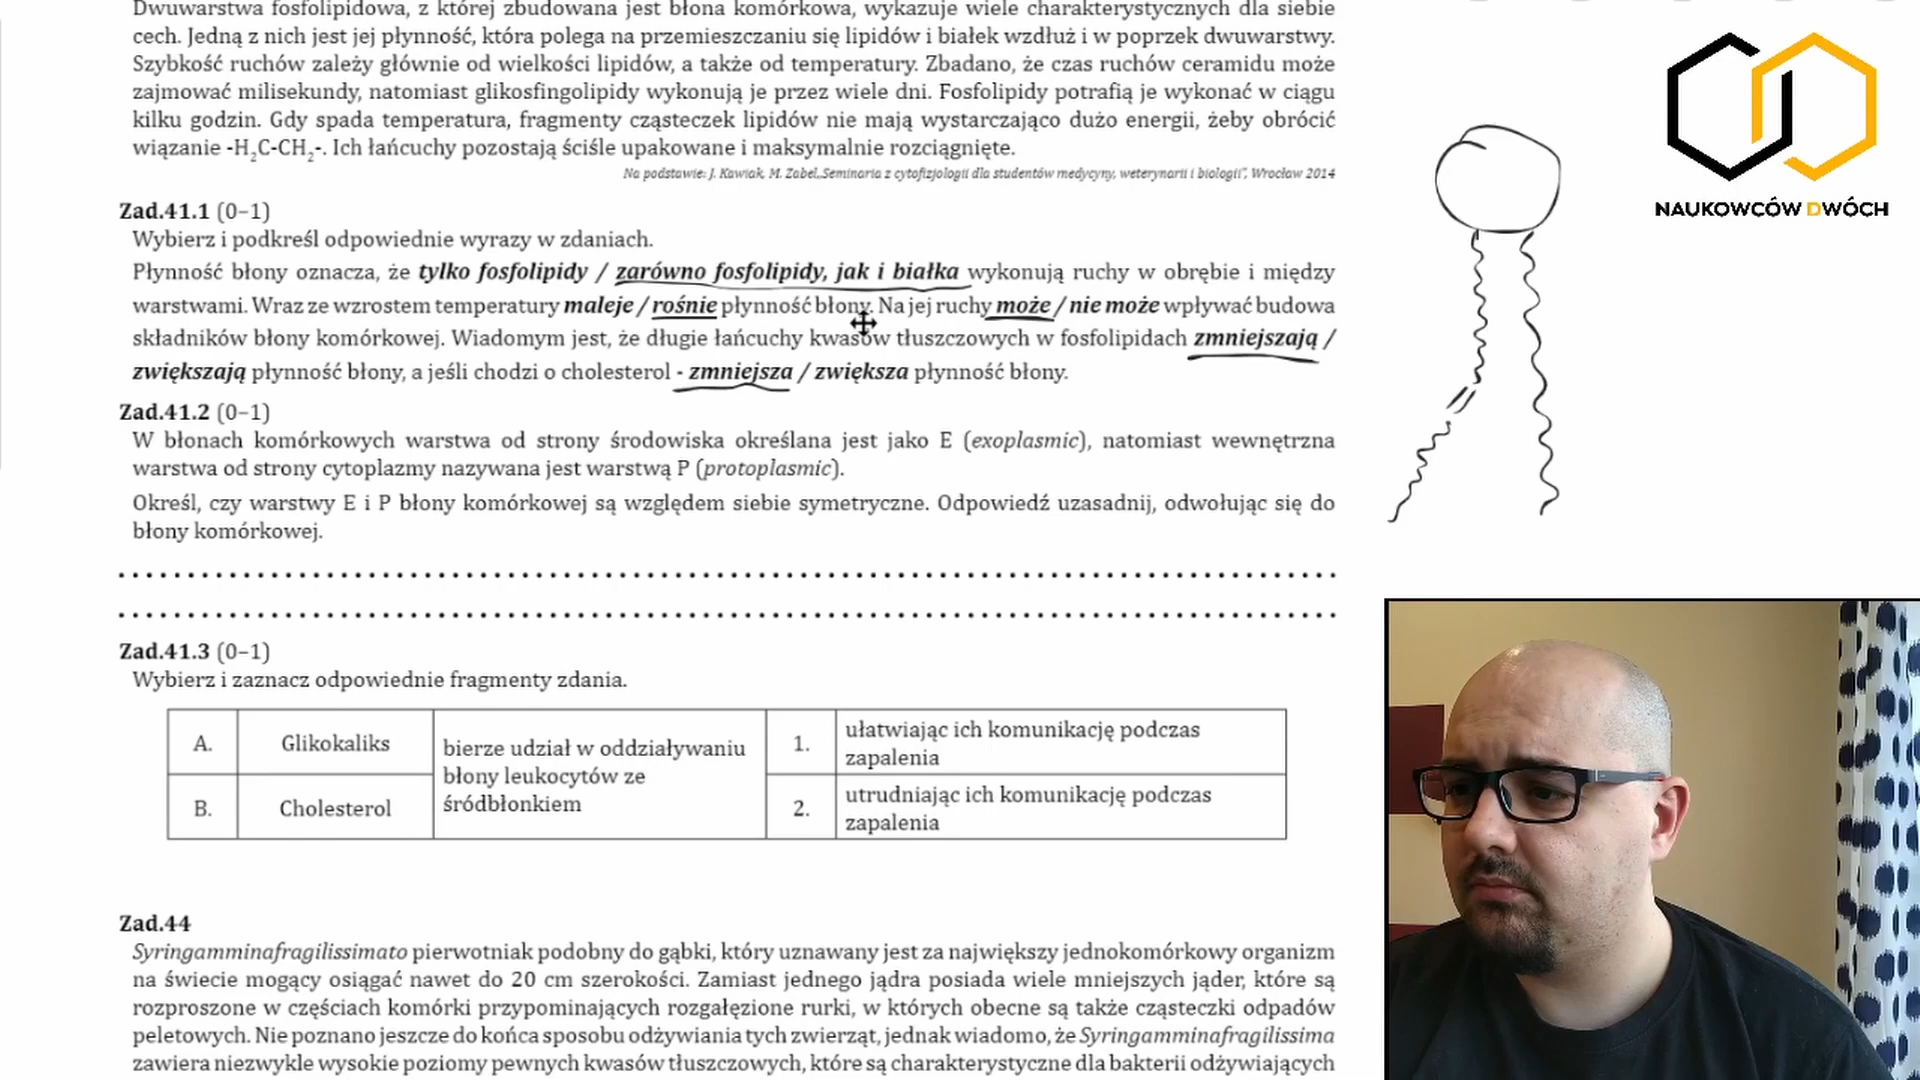 Dwuwarstwa fosfolipidowa, z której zbudowana jest błona komórkowa, wykazuje wiele charakterystycznych dla siebie
cech. Jedną z nich jest jej płynność, która polega na przemieszczaniu się lipidów i białek wzdłuż i w poprzek dwuwarstwy.
Szybkość ruchów zależy głównie od wielkości lipidów, a także od temperatury. Zbadano, że czas ruchów ceramidu może
zajmować milisekundy, natomiast glikosfingolipidy wykonują je przez wiele dni. Fosfolipidy potrafią je wykonać w ciągu
kilku godzin. Gdy spada temperatura, fragmenty cząsteczek lipidów nie mają wystarczająco dużo energii, żeby obrócić
wiązanie -H₂C-CH₂-. Ich łańcuchy pozostają ściśle upakowane i maksymalnie rozciągnięte.
Na podstawie: J. Kawiak, M. Zabel,„Seminaria z cytofizjologii dla studentów medycyny, weterynarii i biologii”, Wrocław 2014
NAUKOWCÓW DWÓCH
Zad.41.1 (0–1)
Wybierz i podkreśl odpowiednie wyrazy w zdaniach.
Płynność błony oznacza, że tylko fosfolipidy / zarówno fosfolipidy, jak i białka wykonują ruchy w obrębie i między
warstwami. Wraz ze wzrostem temperatury maleje / rośnie płynność błony. Na jej ruchy może / nie może wpływać budowa
składników błony komórkowej. Wiadomym jest, że długie łańcuchy kwasów tłuszczowych w fosfolipidach zmniejszają /
zwiększają płynność błony, a jeśli chodzi o cholesterol - zmniejsza / zwiększa płynność błony.
Zad.41.2 (0–1)
W błonach komórkowych warstwa od strony środowiska określana jest jako E (exoplasmic), natomiast wewnętrzna
warstwa od strony cytoplazmy nazywana jest warstwą P (protoplasmic).
Określ, czy warstwy E i P błony komórkowej są względem siebie symetryczne. Odpowiedź uzasadnij, odwołując się do
błony komórkowej.
Zad.41.3 (0–1)
Wybierz i zaznacz odpowiednie fragmenty zdania.
A. Glikokaliks
B. Cholesterol
bierze udział w oddziaływaniu
błony leukocytów ze
śródbłonkiem
1. ułatwiając ich komunikację podczas
zapalenia
2. utrudniając ich komunikację podczas
zapalenia
Zad.44
Syringamminafragilissimato pierwotniak podobny do gąbki, który uznawany jest za największy jednokomórkowy organizm
na świecie mogący osiągać nawet do 20 cm szerokości. Zamiast jednego jądra posiada wiele mniejszych jąder, które są
rozproszone w częściach komórki przypominających rozgałęzione rurki, w których obecne są także cząsteczki odpadów
peletowych. Nie poznano jeszcze do końca sposobu odżywiania tych zwierząt, jednak wiadomo, że Syringamminafragilissima
zawiera niezwykle wysokie poziomy pewnych kwasów tłuszczowych, które są charakterystyczne dla bakterii odżywiających